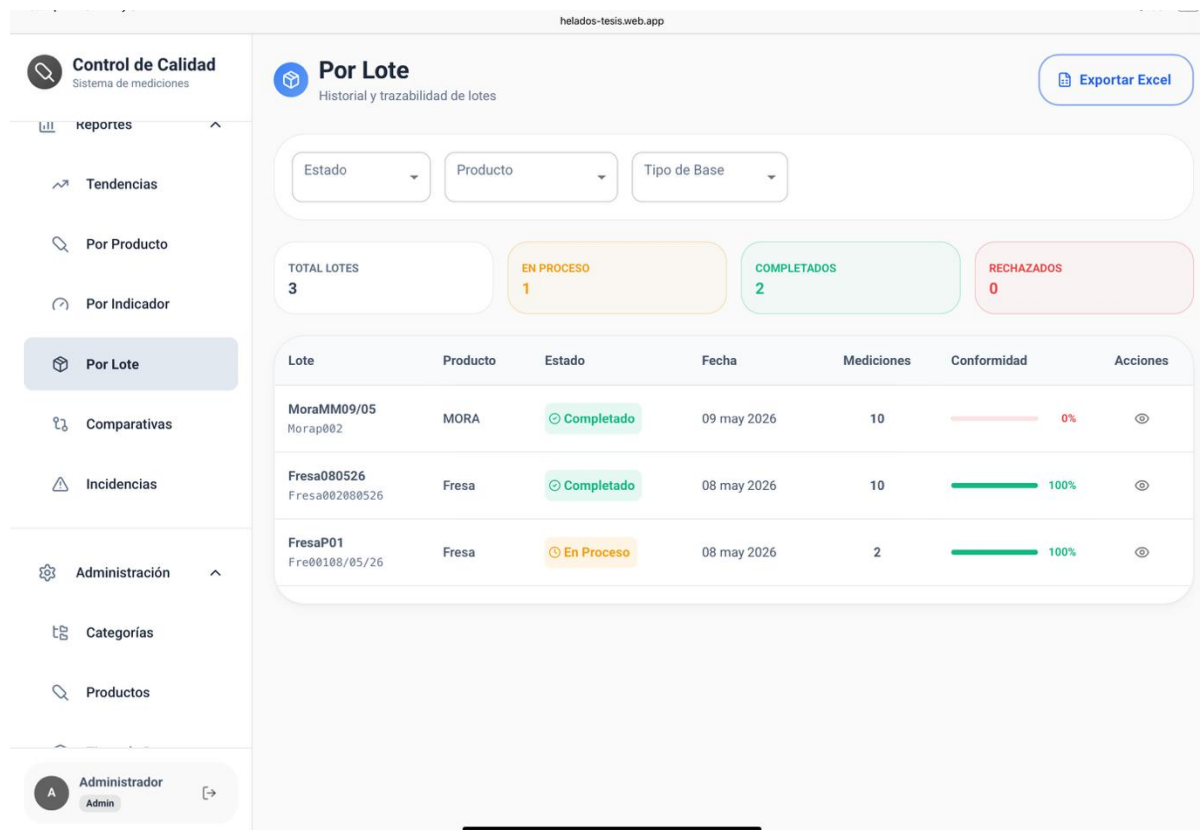 helados-tesis.web.app
Control de Calidad
Sistema de mediciones
Reportes
Tendencias
Por Producto
Por Indicador
Por Lote
Comparativas
Incidencias
Administración
Categorías
Productos
Administrador
A
Admin
Por Lote
Historial y trazabilidad de lotes
Exportar Excel
Estado Producto Tipo de Base
TOTAL LOTES EN PROCESO COMPLETADOS RECHAZADOS
3 1 2 0
Lote Producto Estado Fecha Mediciones Conformidad Acciones
MoraMM09/05 MORA Completado 09 may 2026 10 0%
Morap002
Fresa080526 Fresa Completado 08 may 2026 10 100%
Fresa002080526
FresaP01 Fresa En Proceso 08 may 2026 2 100%
Fre00108/05/26